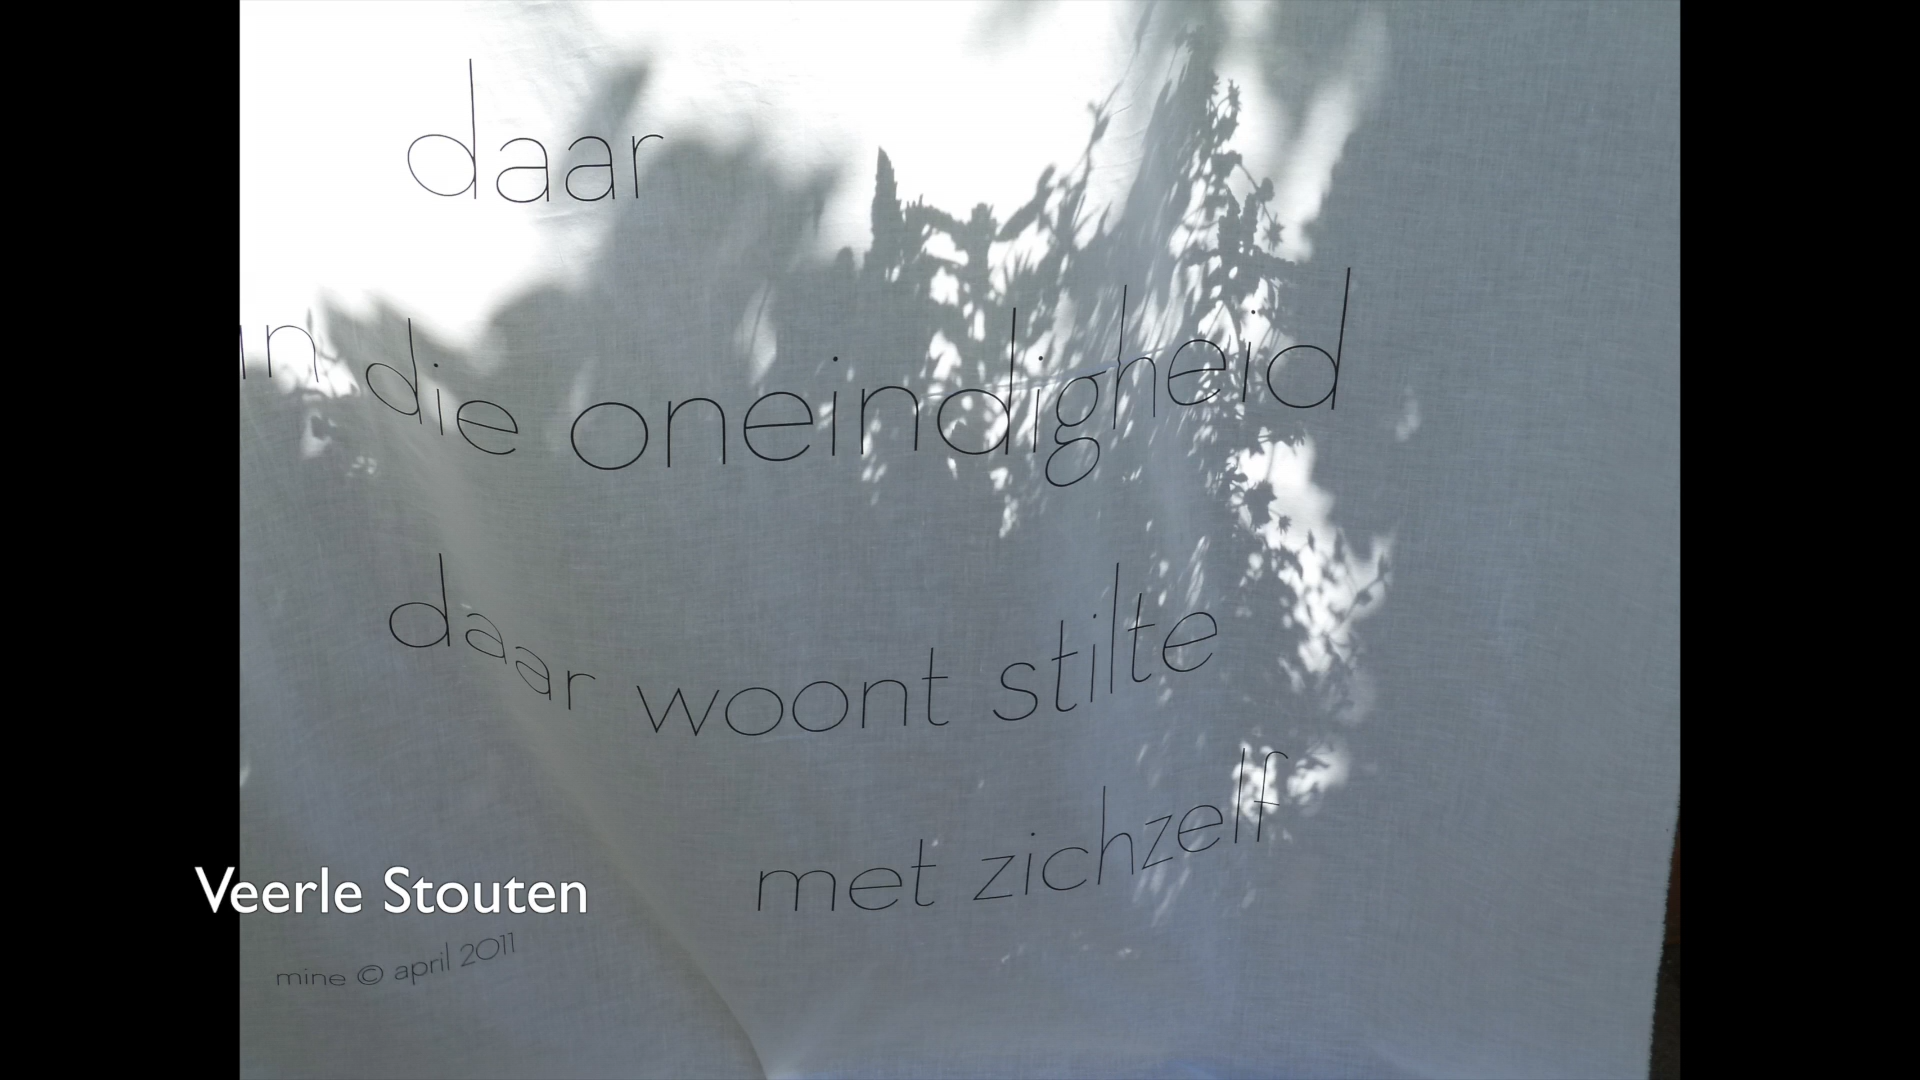 daar
in die oneindigheid
daar woont stilte
met zichzelf
Veerle Stouten
mine © april 2011